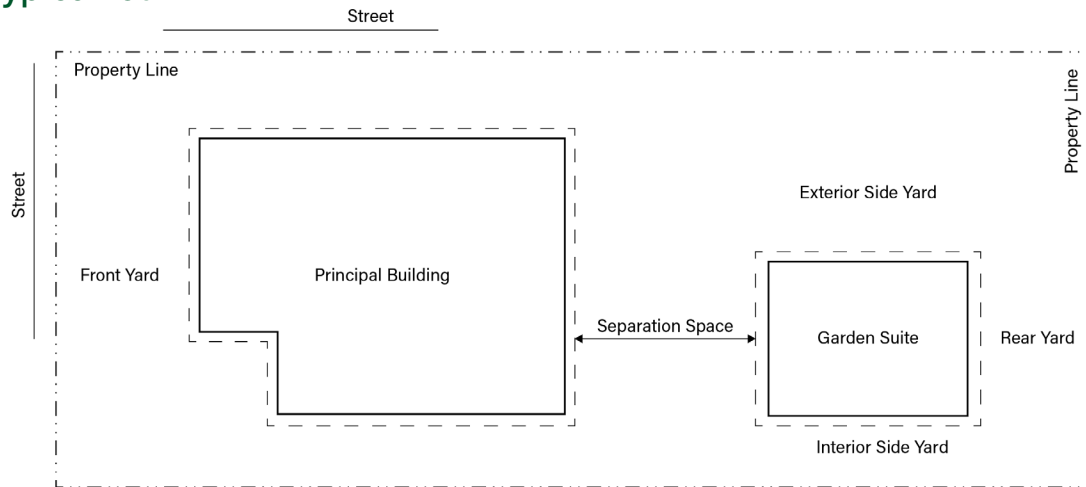 Street
Property Line
Property Line
Street
Exterior Side Yard
Front Yard
Principal Building
Separation Space
Garden Suite
Rear Yard
Interior Side Yard